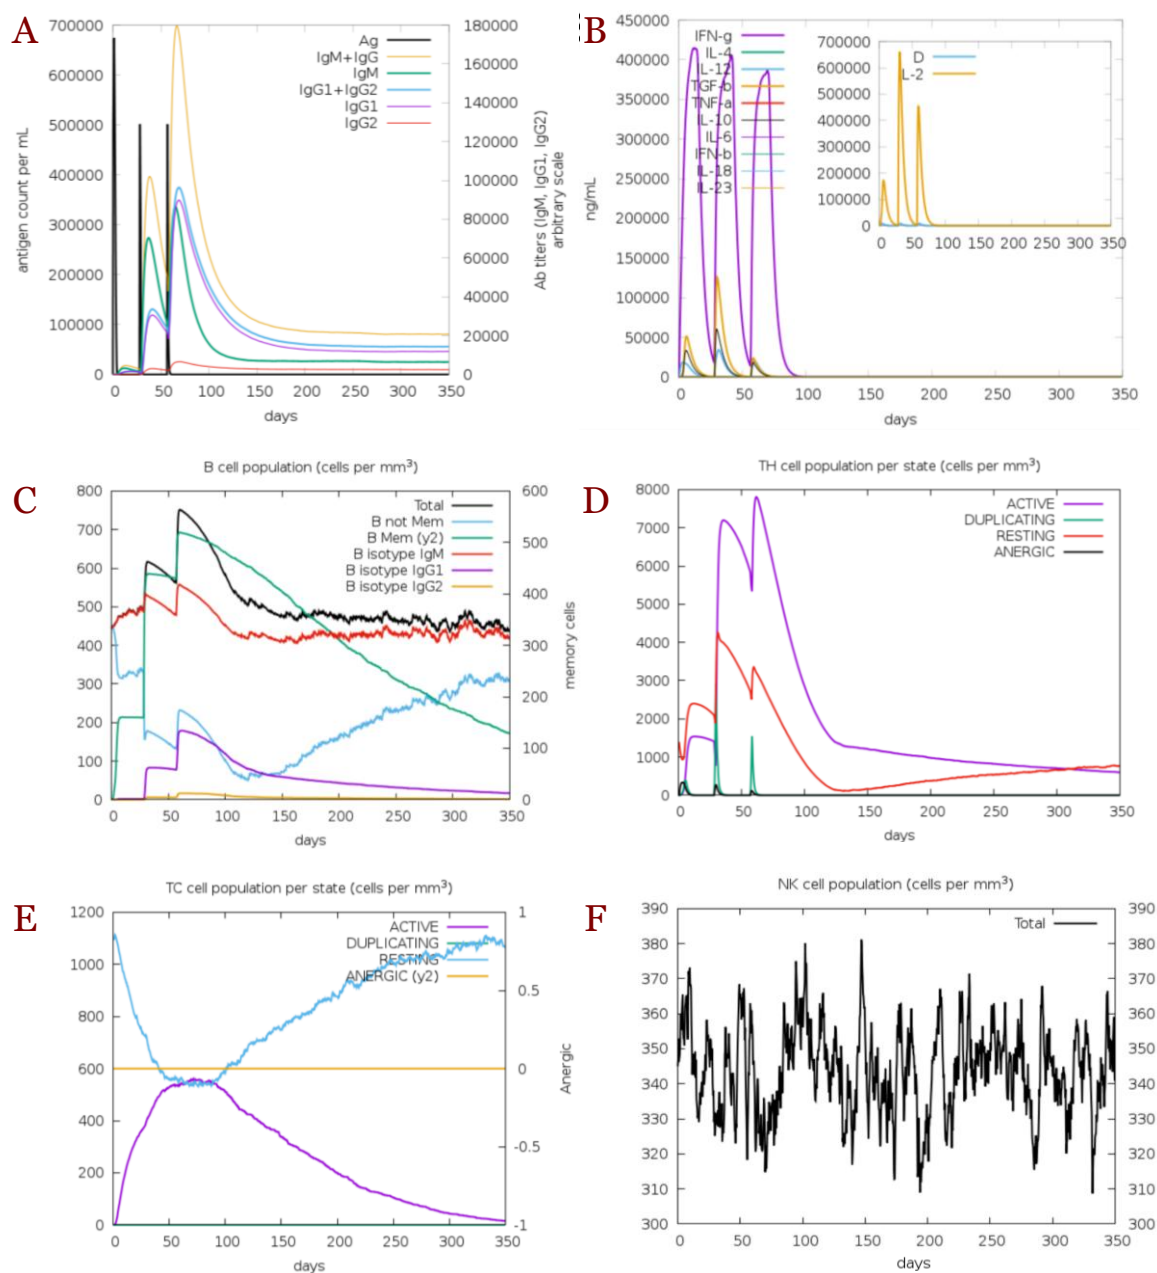 A
700000
600000
500000
400000
300000
200000
100000
0
antigen count per mL
Ag
IgM+IgG
IgM
IgG1+IgG2
IgG1
IgG2
180000
160000
140000
120000
100000
80000
60000
40000
20000
0
Ab titers (IgM, IgG1, IgG2)
arbitrary scale
0 50 100 150 200 250 300 350
days
B
450000
400000
350000
300000
250000
200000
150000
100000
50000
0
ng/mL
IFN-g
IL-4
IL-12
TGF-b
TNF-a
IL-10
IL-6
IFN-b
IL-18
IL-23
700000
600000
500000
400000
300000
200000
100000
0
D
IL-2
0 50 100 150 200 250 300 350
0 50 100 150 200 250 300 350
days
C
B cell population (cells per mm³)
800
700
600
500
400
300
200
100
0
Total
B not Mem
B Mem (y2)
B isotype IgM
B isotype IgG1
B isotype IgG2
600
500
400
300
200
100
0
memory cells
0 50 100 150 200 250 300 350
days
D
TH cell population per state (cells per mm³)
8000
7000
6000
5000
4000
3000
2000
1000
0
ACTIVE
DUPLICATING
RESTING
ANERGIC
0 50 100 150 200 250 300 350
days
E
TC cell population per state (cells per mm³)
1200
1000
800
600
400
200
0
ACTIVE
DUPLICATING
RESTING
ANERGIC (y2)
1
0.5
0
-0.5
-1
Anergic
0 50 100 150 200 250 300 350
days
F
NK cell population (cells per mm³)
390
380
370
360
350
340
330
320
310
300
Total
390
380
370
360
350
340
330
320
310
300
0 50 100 150 200 250 300 350
days